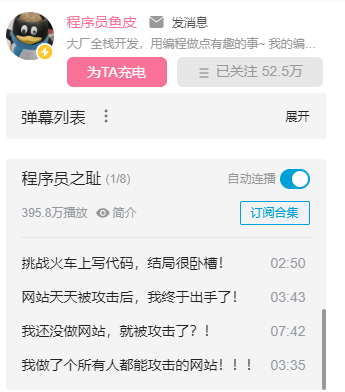 程序员鱼皮 发消息
大厂全栈开发，用编程做点有趣的事~ 我的编…
为TA充电 已关注 52.5万
弹幕列表 展开
程序员之耻 (1/8) 自动连播
395.8万播放 简介 订阅合集
挑战火车上写代码，结局很卧槽！ 02:50
网站天天被攻击后，我终于出手了！ 03:43
我还没做网站，就被攻击了？！ 07:42
我做了个所有人都能攻击的网站！！！ 03:35